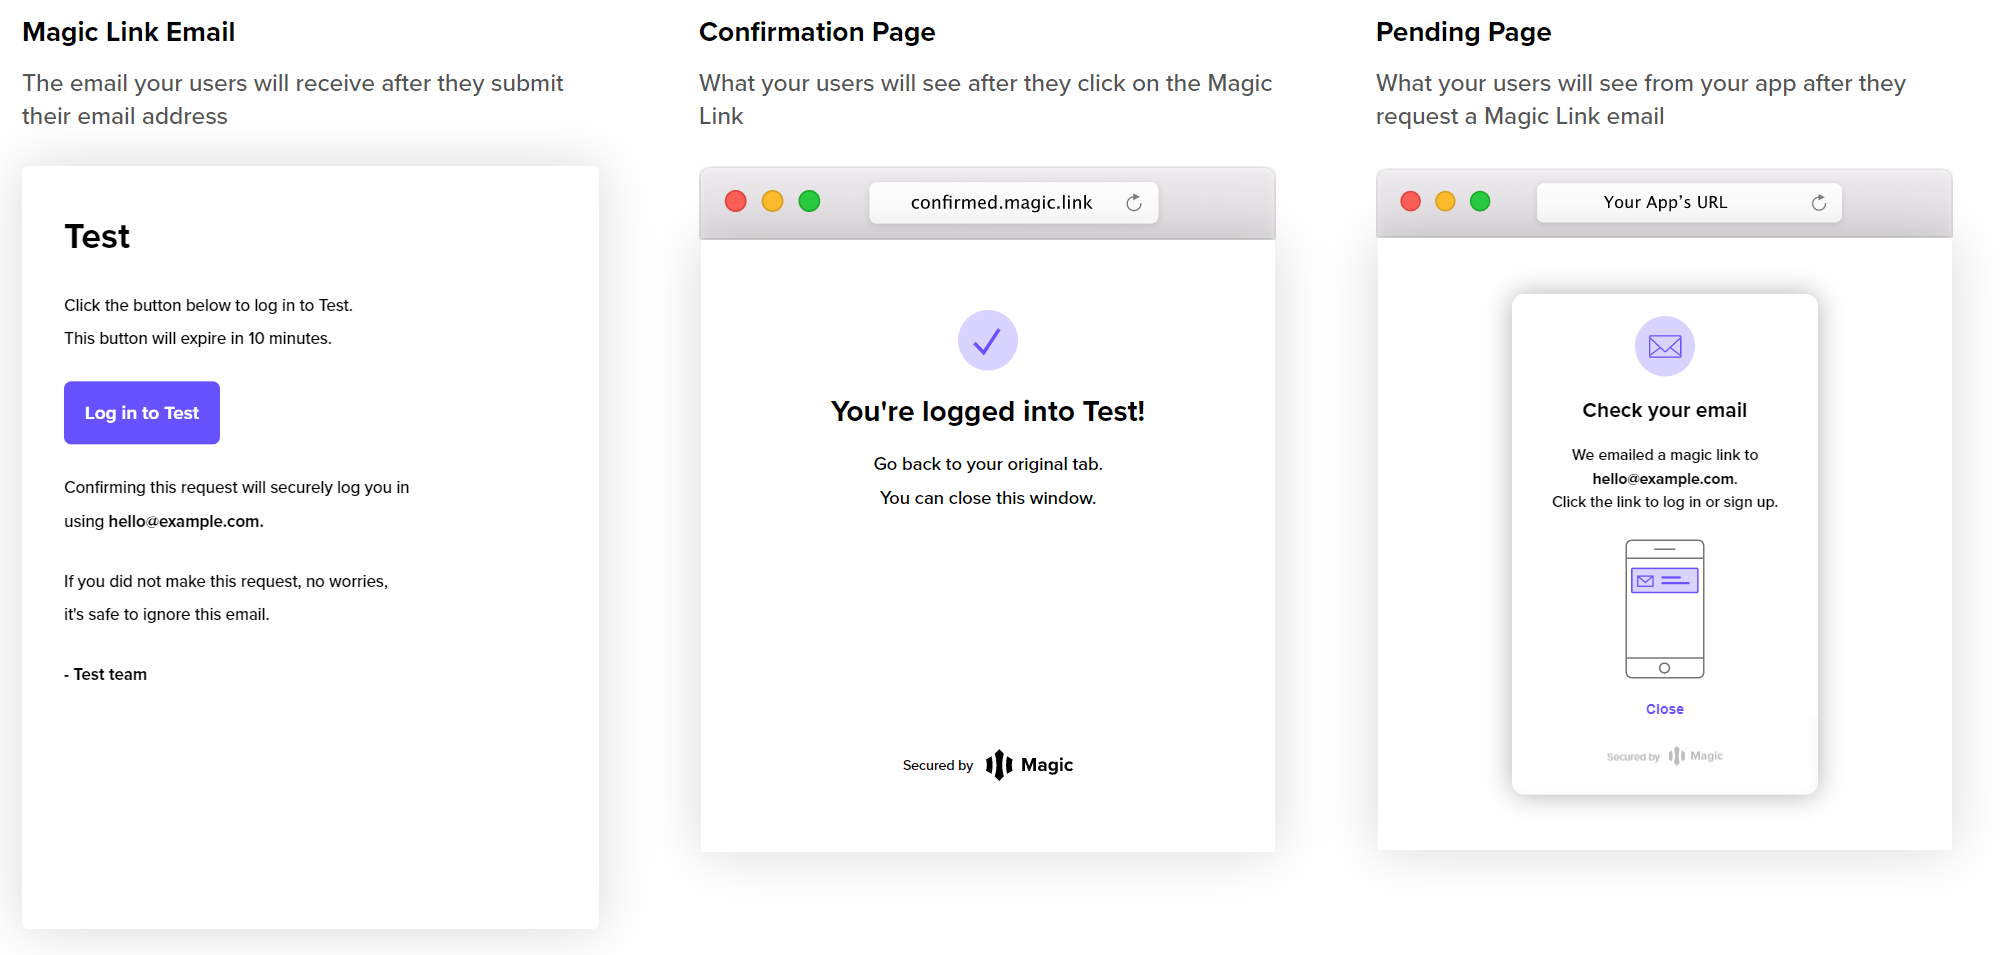 Magic Link Email
The email your users will receive after they submit
their email address
Test
Click the button below to log in to Test.
This button will expire in 10 minutes.
Log in to Test
Confirming this request will securely log you in
using hello@example.com.
If you did not make this request, no worries,
it's safe to ignore this email.
- Test team
Confirmation Page
What your users will see after they click on the Magic
Link
confirmed.magic.link
You're logged into Test!
Go back to your original tab.
You can close this window.
Secured by Magic
Pending Page
What your users will see from your app after they
request a Magic Link email
Your App’s URL
Check your email
We emailed a magic link to
hello@example.com.
Click the link to log in or sign up.
Close
Secured by Magic